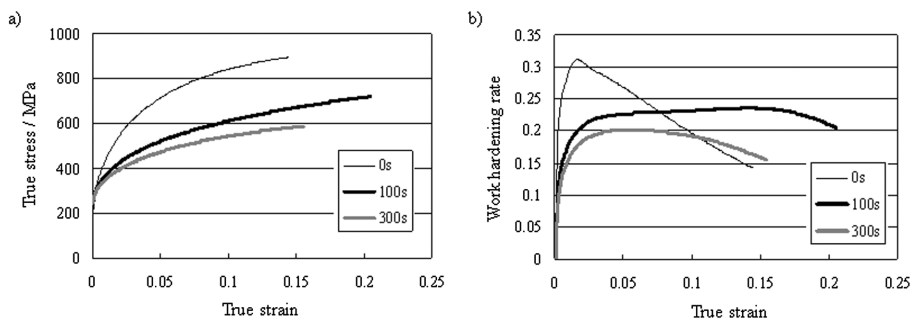 a)
True stress / MPa
1000
800
600
400
200
0
0 0.05 0.1 0.15 0.2 0.25
True strain
0s
100s
300s
b)
Work hardening rate
0.35
0.3
0.25
0.2
0.15
0.1
0.05
0
0 0.05 0.1 0.15 0.2 0.25
True strain
0s
100s
300s